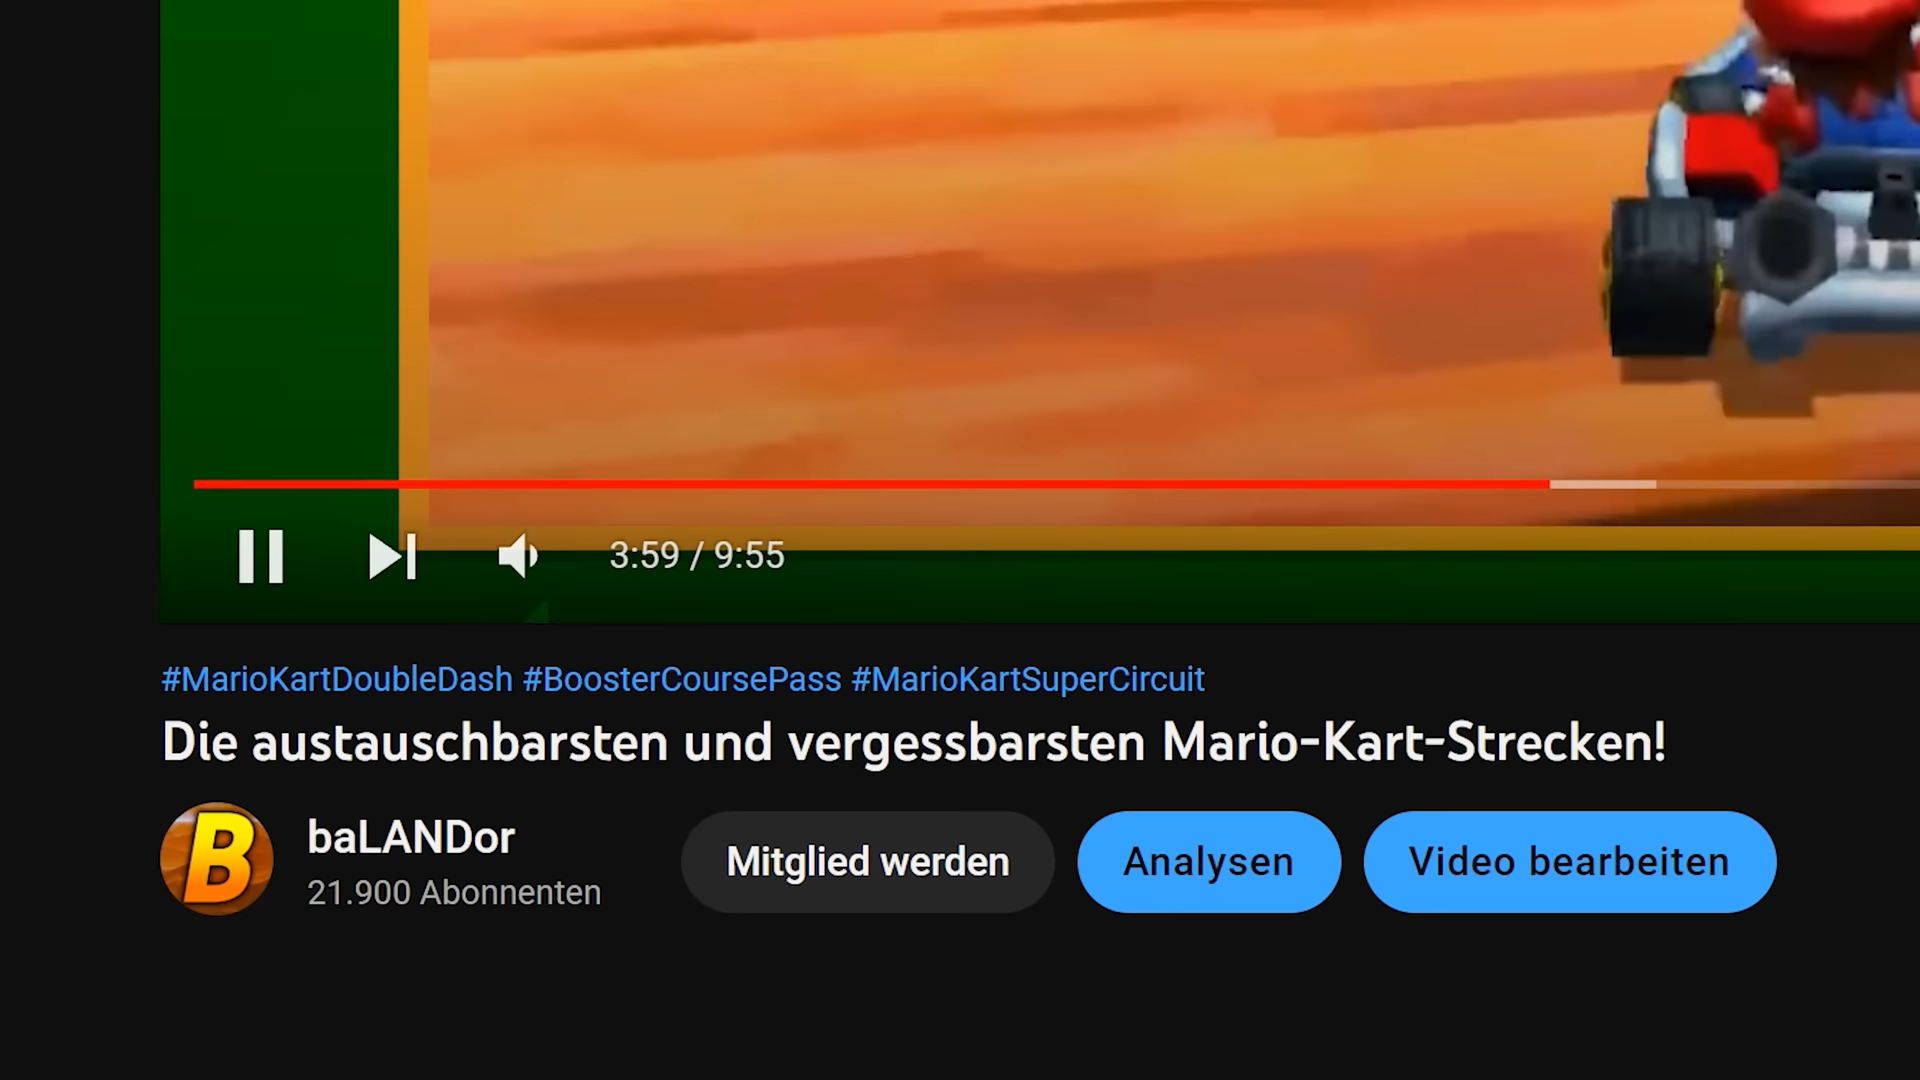 3:59 / 9:55
#MarioKartDoubleDash #BoosterCoursePass #MarioKartSuperCircuit
Die austauschbarsten und vergessbarsten Mario-Kart-Strecken!
B
baLANDor
21.900 Abonnenten
Mitglied werden
Analysen
Video bearbeiten